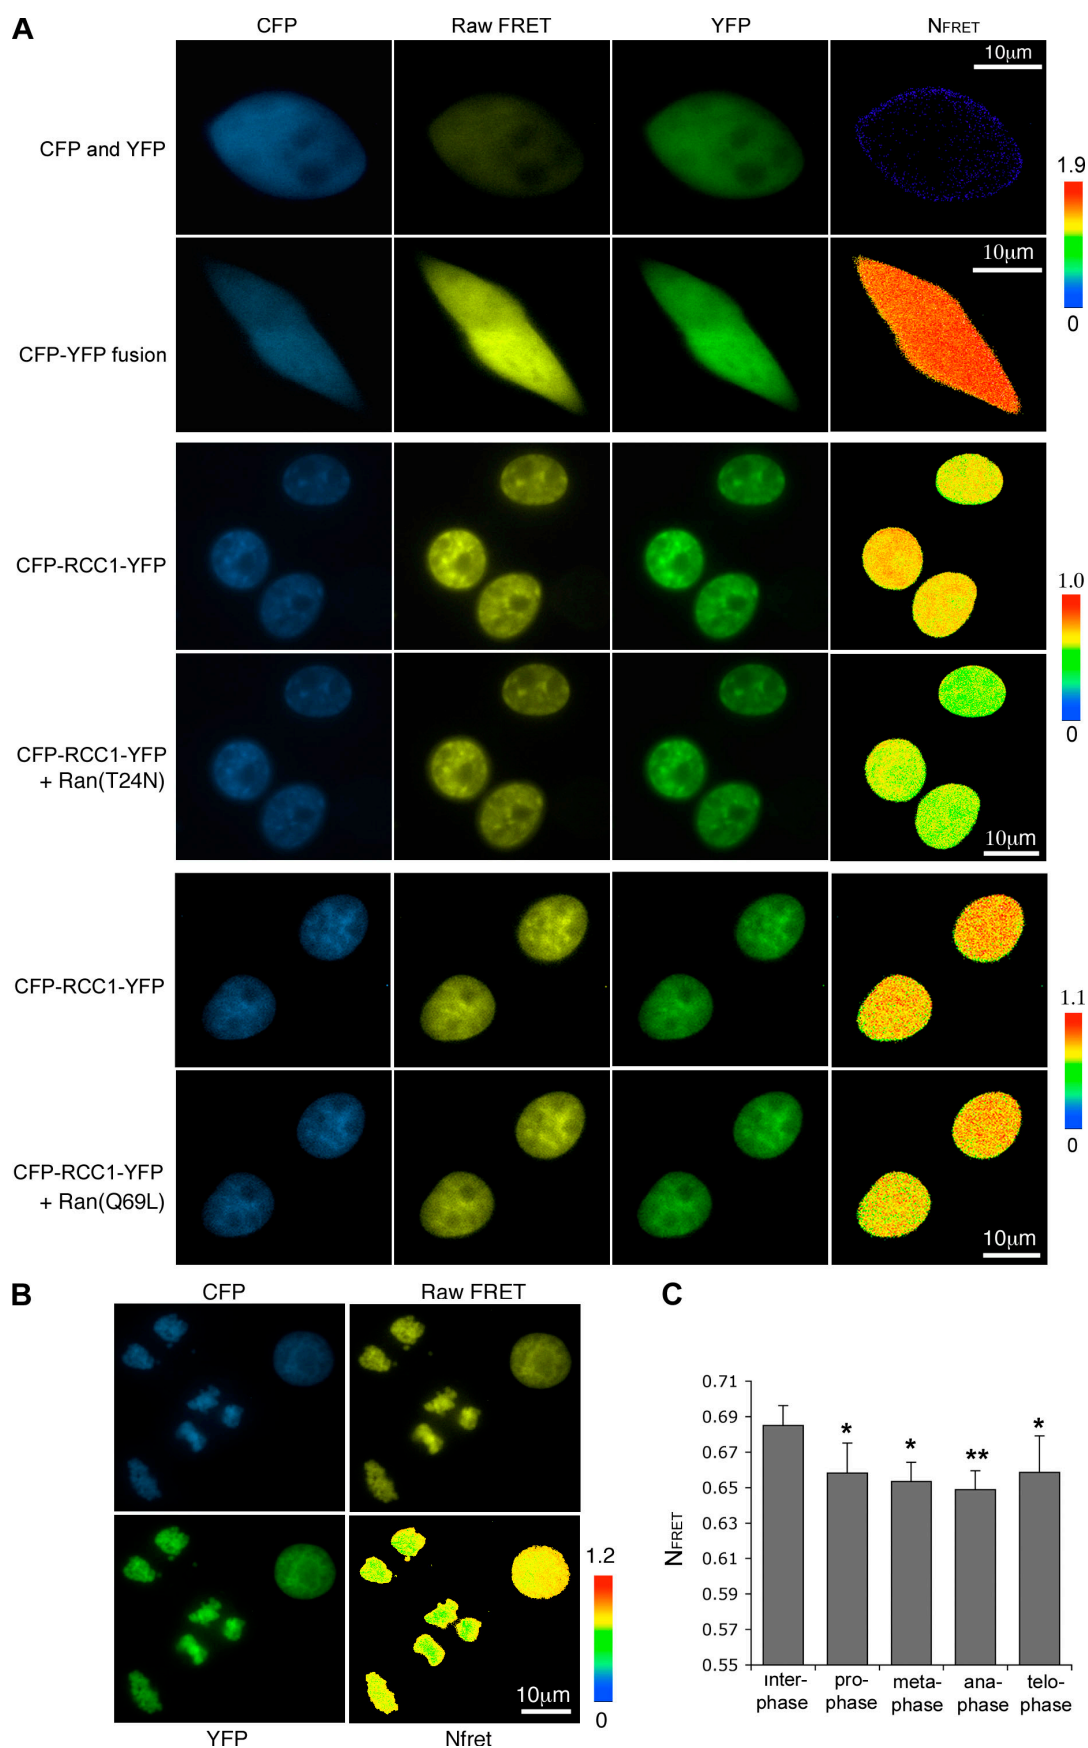 A
CFP
Raw FRET
YFP
NFRET
10μm
CFP and YFP
1.9
0
10μm
CFP-YFP fusion
CFP-RCC1-YFP
1.0
0
CFP-RCC1-YFP
+ Ran(T24N)
10μm
CFP-RCC1-YFP
1.1
0
CFP-RCC1-YFP
+ Ran(Q69L)
10μm
B
CFP
Raw FRET
1.2
0
10μm
YFP
Nfret
C
0.71
0.69
0.67
0.65
0.63
0.61
0.59
0.57
0.55
NFRET
*
*
**
*
inter-
phase
pro-
phase
meta-
phase
ana-
phase
telo-
phase